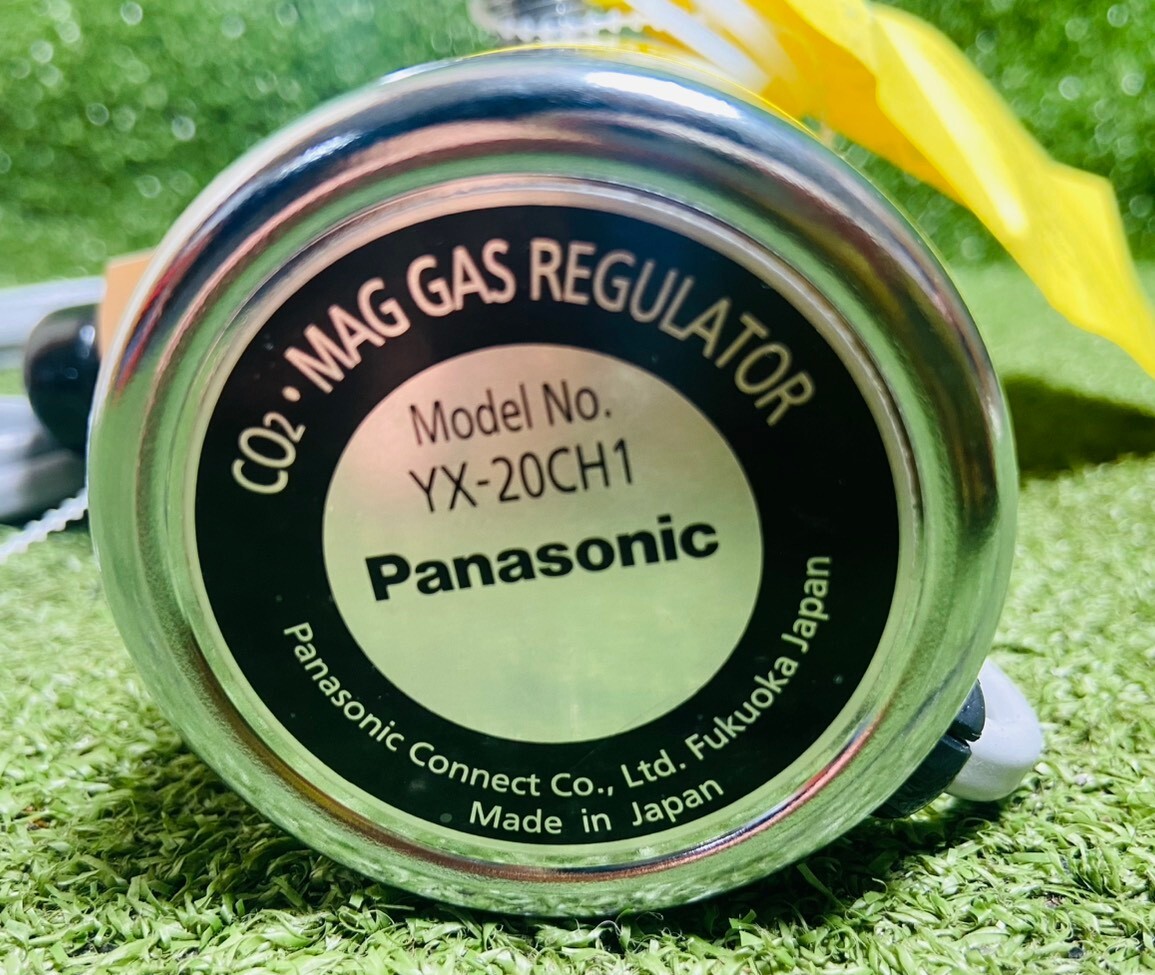 CO2・MAG GAS REGULATOR
Model No.
YX-20CH1
Panasonic
Panasonic Connect Co., Ltd. Fukuoka Japan
Made in Japan